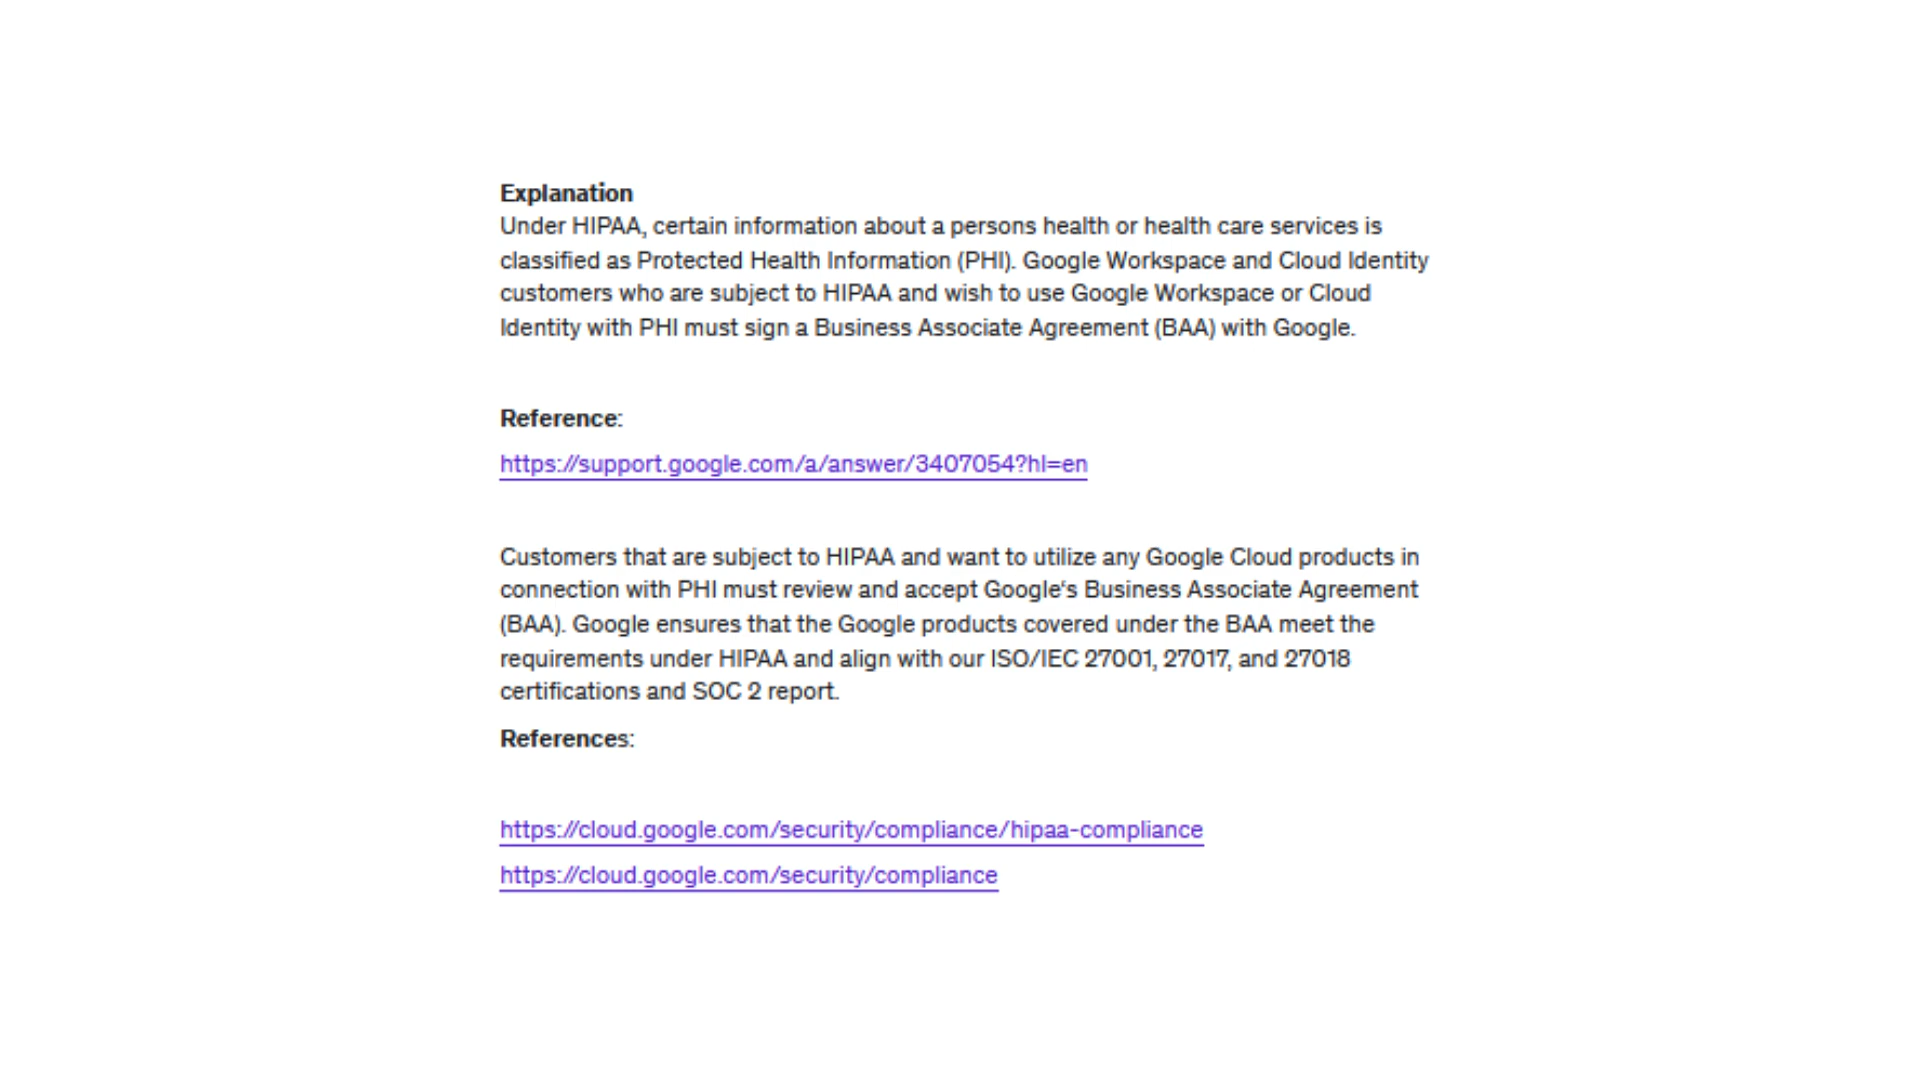 Explanation
Under HIPAA, certain information about a persons health or health care services is
classified as Protected Health Information (PHI). Google Workspace and Cloud Identity
customers who are subject to HIPAA and wish to use Google Workspace or Cloud
Identity with PHI must sign a Business Associate Agreement (BAA) with Google.
Reference:
https://support.google.com/a/answer/3407054?hl=en
Customers that are subject to HIPAA and want to utilize any Google Cloud products in
connection with PHI must review and accept Google‘s Business Associate Agreement
(BAA). Google ensures that the Google products covered under the BAA meet the
requirements under HIPAA and align with our ISO/IEC 27001, 27017, and 27018
certifications and SOC 2 report.
References:
https://cloud.google.com/security/compliance/hipaa-compliance
https://cloud.google.com/security/compliance